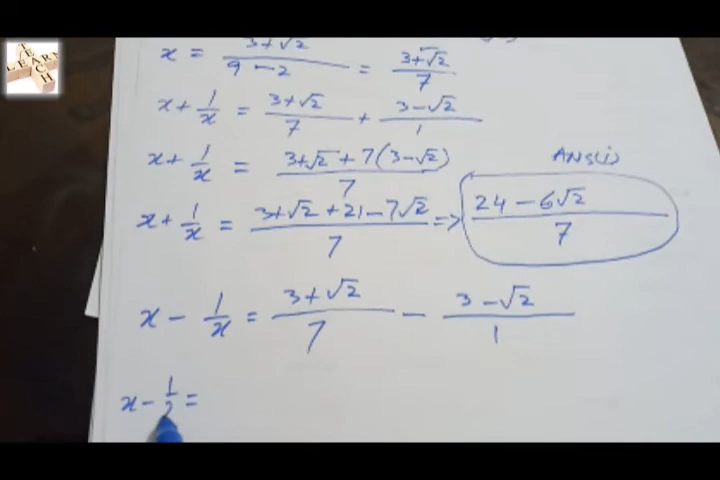 LEARN
TECH
x = 3+√2 / 9-2 = 3+√2 / 7
x + 1/x = 3+√2 / 7 + 3-√2 / 1
x + 1/x = 3+√2 + 7(3-√2) / 7
ANS(i)
x + 1/x = 3+√2 + 21 - 7√2 / 7 => 24 - 6√2 / 7
x - 1/x = 3+√2 / 7 - 3-√2 / 1
x - 1/ =